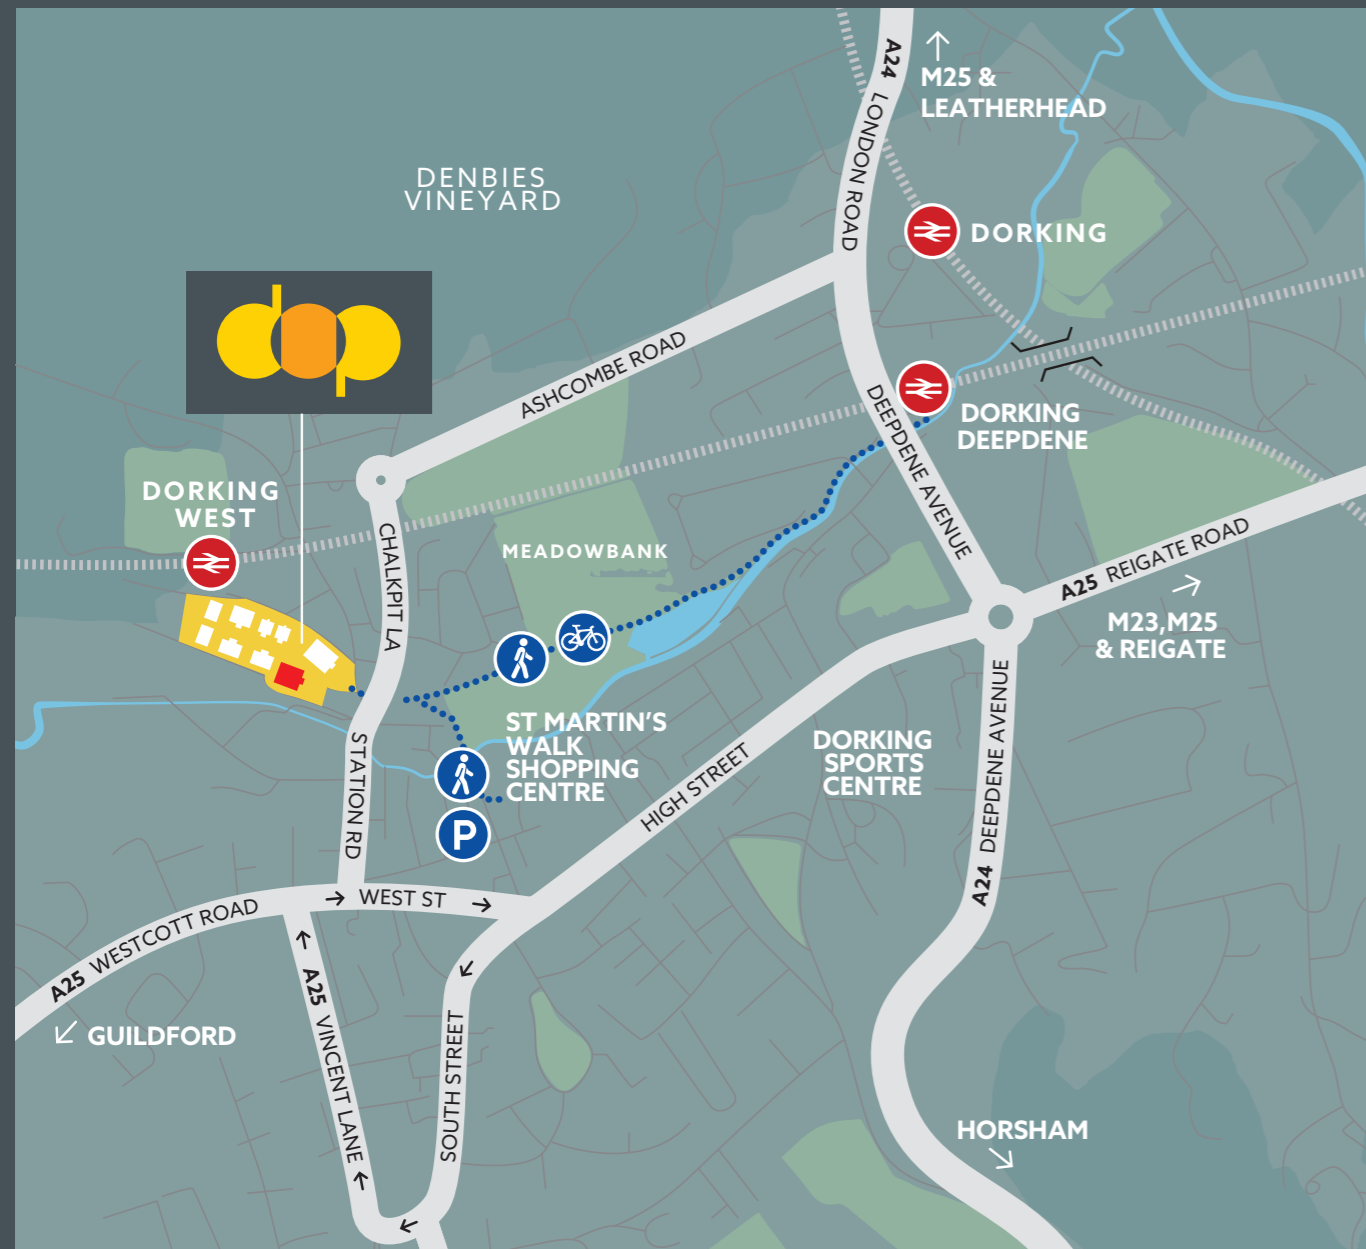 A24 LONDON ROAD
M25 &
LEATHERHEAD
DENBIES
VINEYARD
DORKING
dop
ASHCOMBE ROAD
DORKING
DEEPDENE
DEEPDENE AVENUE
DORKING
WEST
CHALKPIT LA
MEADOWBANK
A25 REIGATE ROAD
M23,M25
& REIGATE
ST MARTIN'S
WALK
SHOPPING
CENTRE
P
STATION RD
HIGH STREET
DORKING
SPORTS
CENTRE
A24 DEEPDENE AVENUE
WEST ST
A25 WESTCOTT ROAD
GUILDFORD
A25 VINCENT LANE
SOUTH STREET
HORSHAM